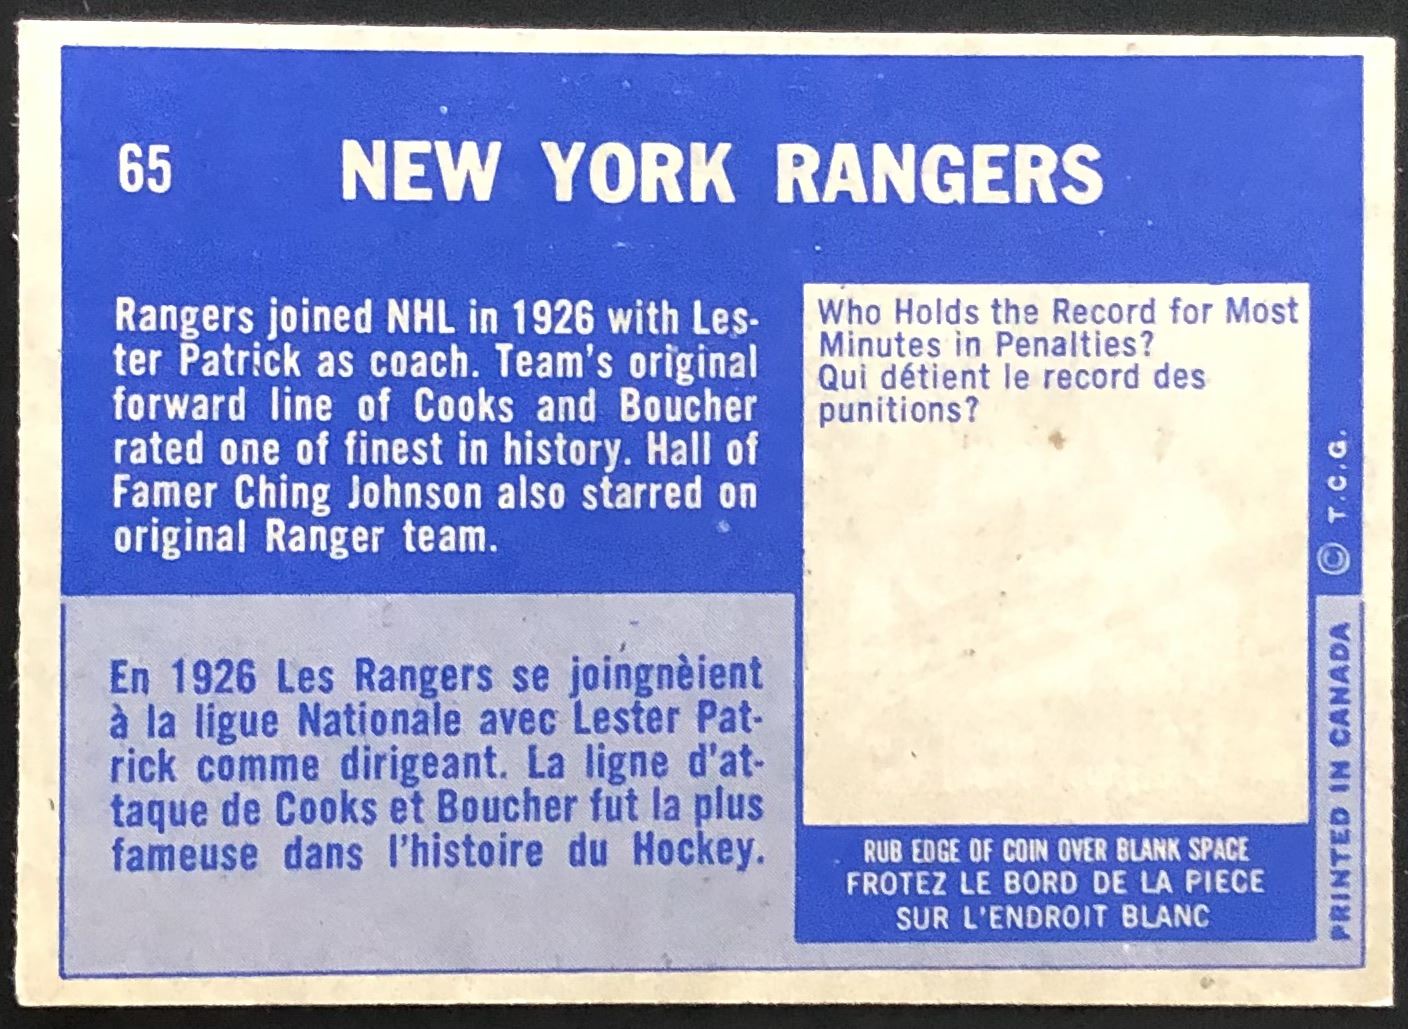 65
NEW YORK RANGERS
Rangers joined NHL in 1926 with Les-
ter Patrick as coach. Team's original
forward line of Cooks and Boucher
rated one of finest in history. Hall of
Famer Ching Johnson also starred on
original Ranger team.
En 1926 Les Rangers se joingnèient
à la ligue Nationale avec Lester Pat-
rick comme dirigeant. La ligne d'at-
taque de Cooks et Boucher fut la plus
fameuse dans l'histoire du Hockey.
Who Holds the Record for Most
Minutes in Penalties?
Qui détient le record des
punitions?
RUB EDGE OF COIN OVER BLANK SPACE
FROTEZ LE BORD DE LA PIECE
SUR L'ENDROIT BLANC
© T.C.G.
PRINTED IN CANADA